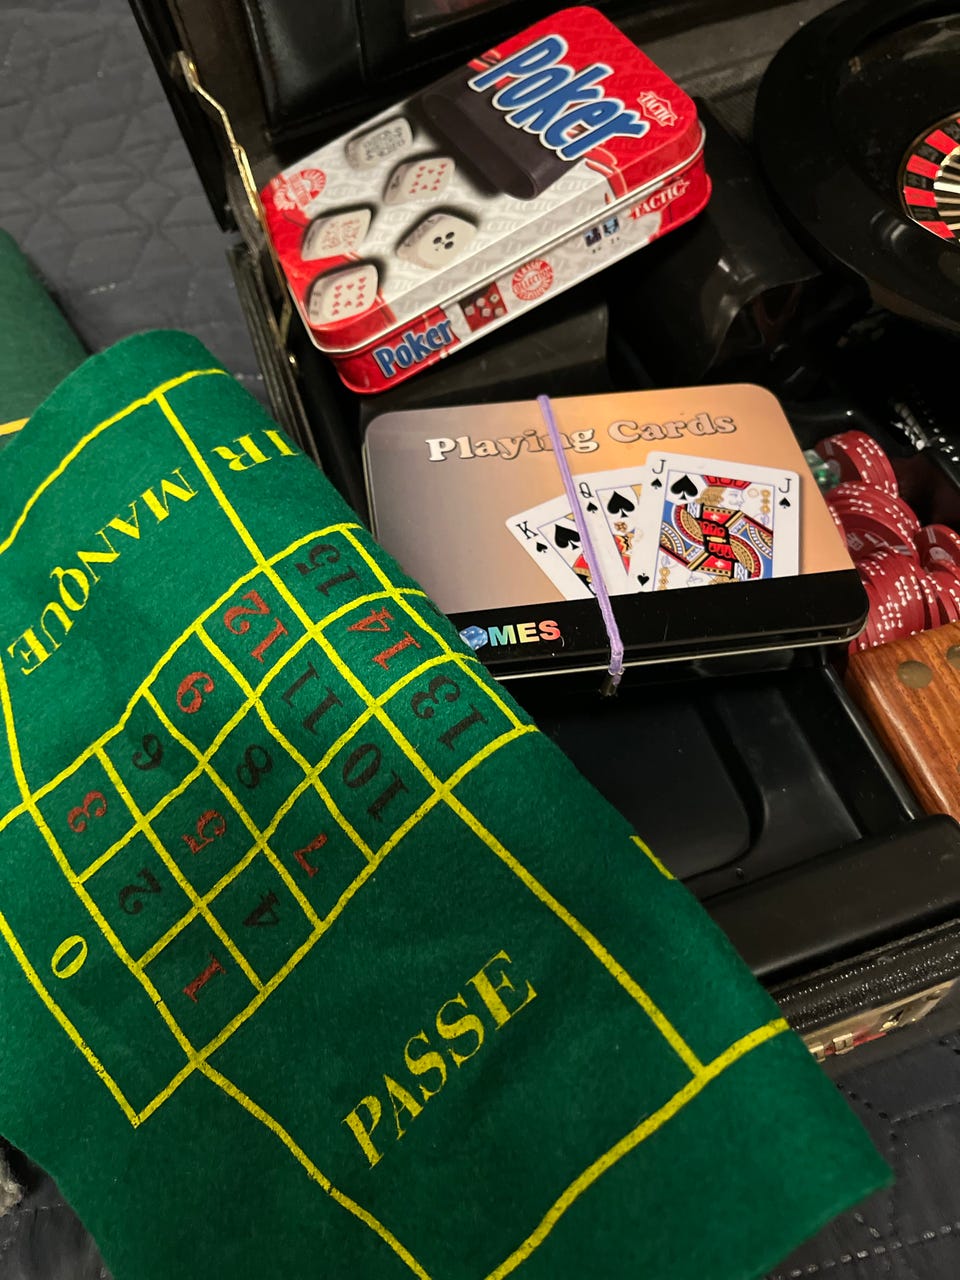 Poker
TACTIC
Poker
TACTIC
Playing Cards
K
Q
J
J
MES
IR
MANQUE
15
12
14
9
11
13
6
8
10
3
5
7
2
4
0
1
PASSE